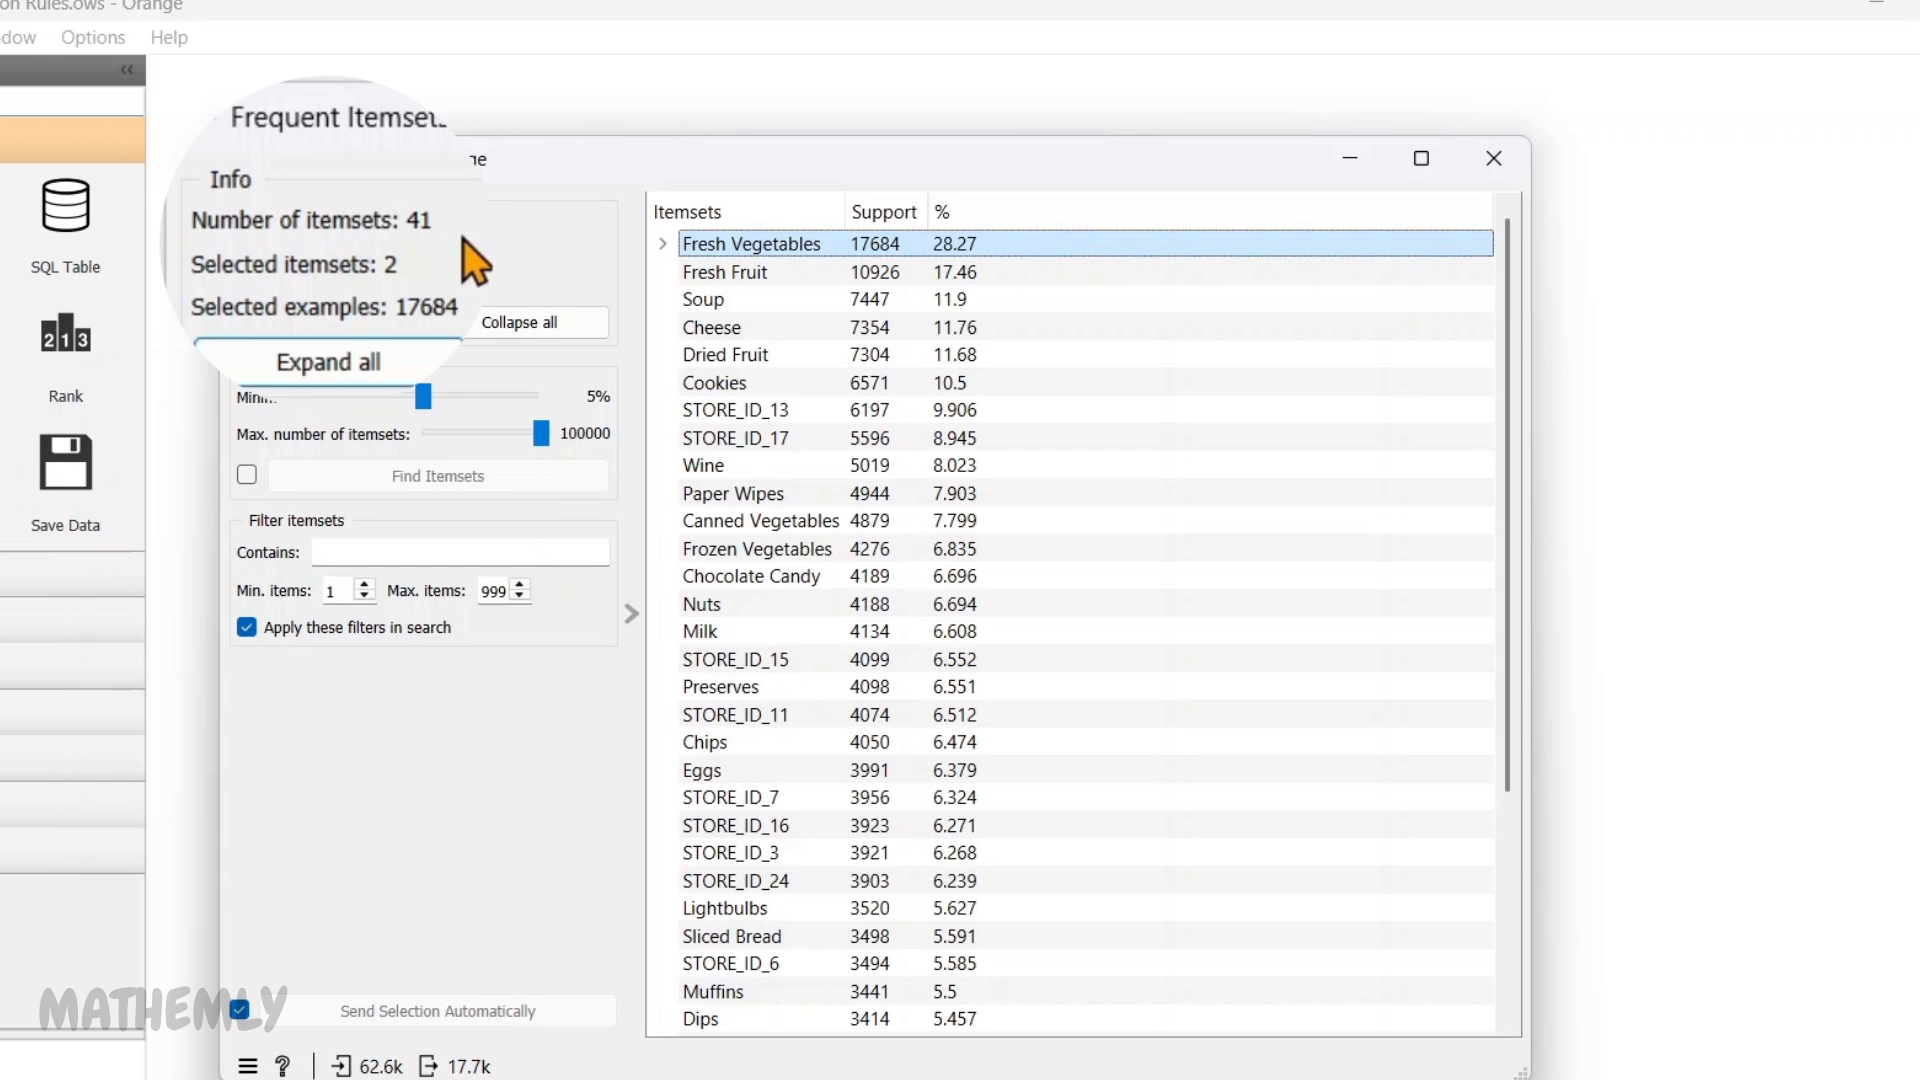 on Rules.ows - Orange
dow Options Help
SQL Table
Rank
Save Data
Frequent Itemsets
ge
Info
Number of itemsets: 41
Selected itemsets: 2
Selected examples: 17684
Expand all
Collapse all
5%
Max. number of itemsets: 100000
Find Itemsets
Filter itemsets
Contains:
Min. items: 1 Max. items: 999
Apply these filters in search
Send Selection Automatically
62.6k 17.7k
Itemsets Support %
Fresh Vegetables 17684 28.27
Fresh Fruit 10926 17.46
Soup 7447 11.9
Cheese 7354 11.76
Dried Fruit 7304 11.68
Cookies 6571 10.5
STORE_ID_13 6197 9.906
STORE_ID_17 5596 8.945
Wine 5019 8.023
Paper Wipes 4944 7.903
Canned Vegetables 4879 7.799
Frozen Vegetables 4276 6.835
Chocolate Candy 4189 6.696
Nuts 4188 6.694
Milk 4134 6.608
STORE_ID_15 4099 6.552
Preserves 4098 6.551
STORE_ID_11 4074 6.512
Chips 4050 6.474
Eggs 3991 6.379
STORE_ID_7 3956 6.324
STORE_ID_16 3923 6.271
STORE_ID_3 3921 6.268
STORE_ID_24 3903 6.239
Lightbulbs 3520 5.627
Sliced Bread 3498 5.591
STORE_ID_6 3494 5.585
Muffins 3441 5.5
Dips 3414 5.457
MATHEMLY